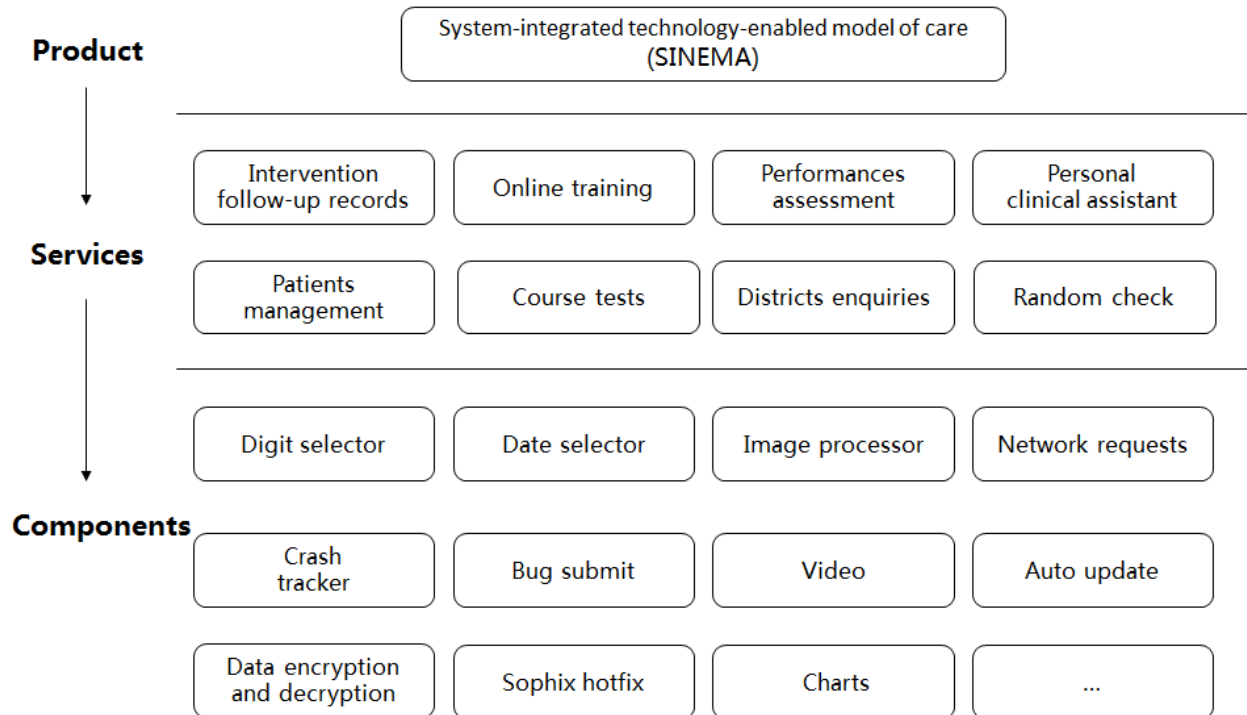 Product
System-integrated technology-enabled model of care
(SINEMA)
Intervention
follow-up records
Online training
Performances
assessment
Personal
clinical assistant
Services
Patients
management
Course tests
Districts enquiries
Random check
Digit selector
Date selector
Image processor
Network requests
Components
Crash
tracker
Bug submit
Video
Auto update
Data encryption
and decryption
Sophix hotfix
Charts
...